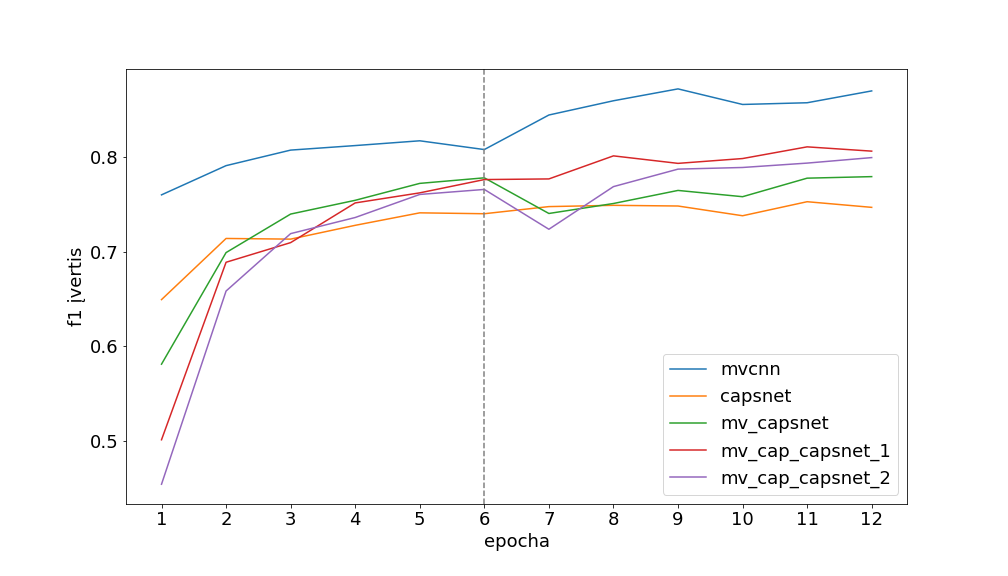 0.8
0.7
0.6
0.5
f1 įvertis
1 2 3 4 5 6 7 8 9 10 11 12
epocha
mvcnn
capsnet
mv_capsnet
mv_cap_capsnet_1
mv_cap_capsnet_2